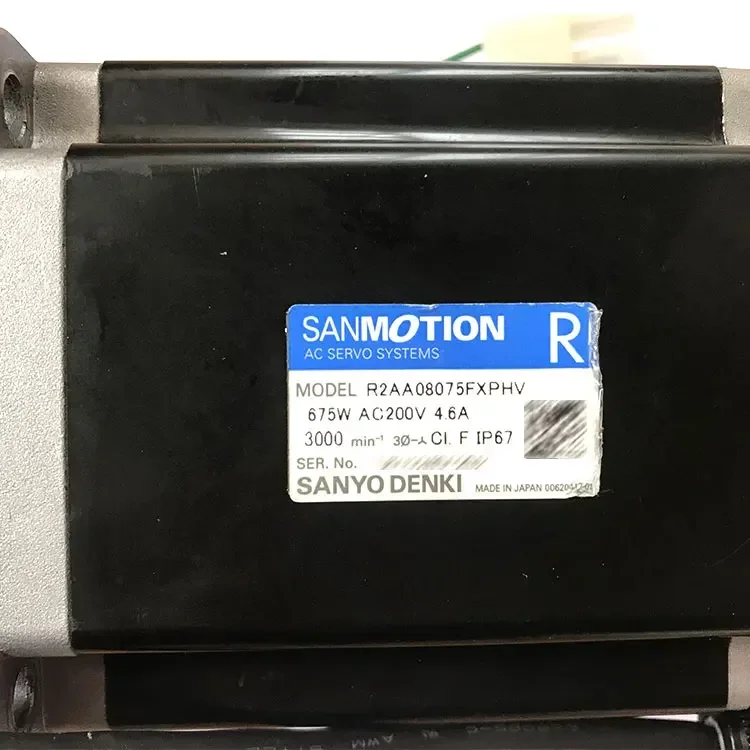 SANMOTION R
AC SERVO SYSTEMS
MODEL R2AA08075FXPHV
675W AC200V 4.6A
3000 min⁻¹ 3Ø-⅄ CI. F IP67
SER. No.
SANYO DENKI MADE IN JAPAN
AWM